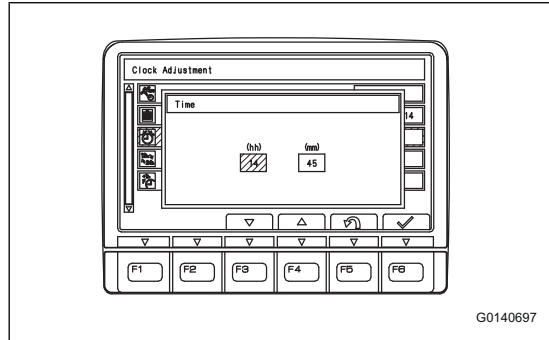 Clock Adjustment
Time
14
(hh) (mm)
14 45
F1 F2 F3 F4 F5 F6
G0140697